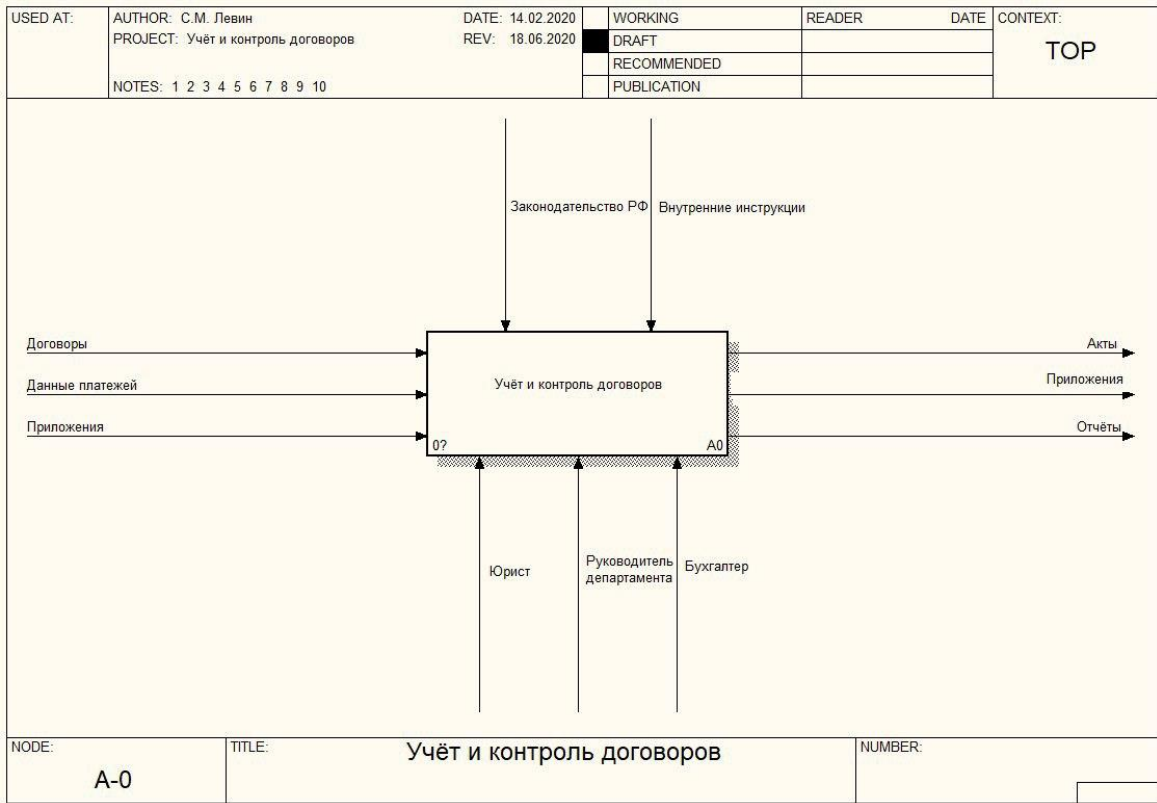 USED AT:
AUTHOR: С.М. Левин
DATE: 14.02.2020
WORKING
READER
DATE
CONTEXT:
PROJECT: Учёт и контроль договоров
REV: 18.06.2020
DRAFT
TOP
RECOMMENDED
NOTES: 1 2 3 4 5 6 7 8 9 10
PUBLICATION
Законодательство РФ
Внутренние инструкции
Договоры
Акты
Данные платежей
Учёт и контроль договоров
Приложения
Приложения
Отчёты
0?
A0
Юрист
Руководитель
департамента
Бухгалтер
NODE:
TITLE:
Учёт и контроль договоров
NUMBER:
A-0